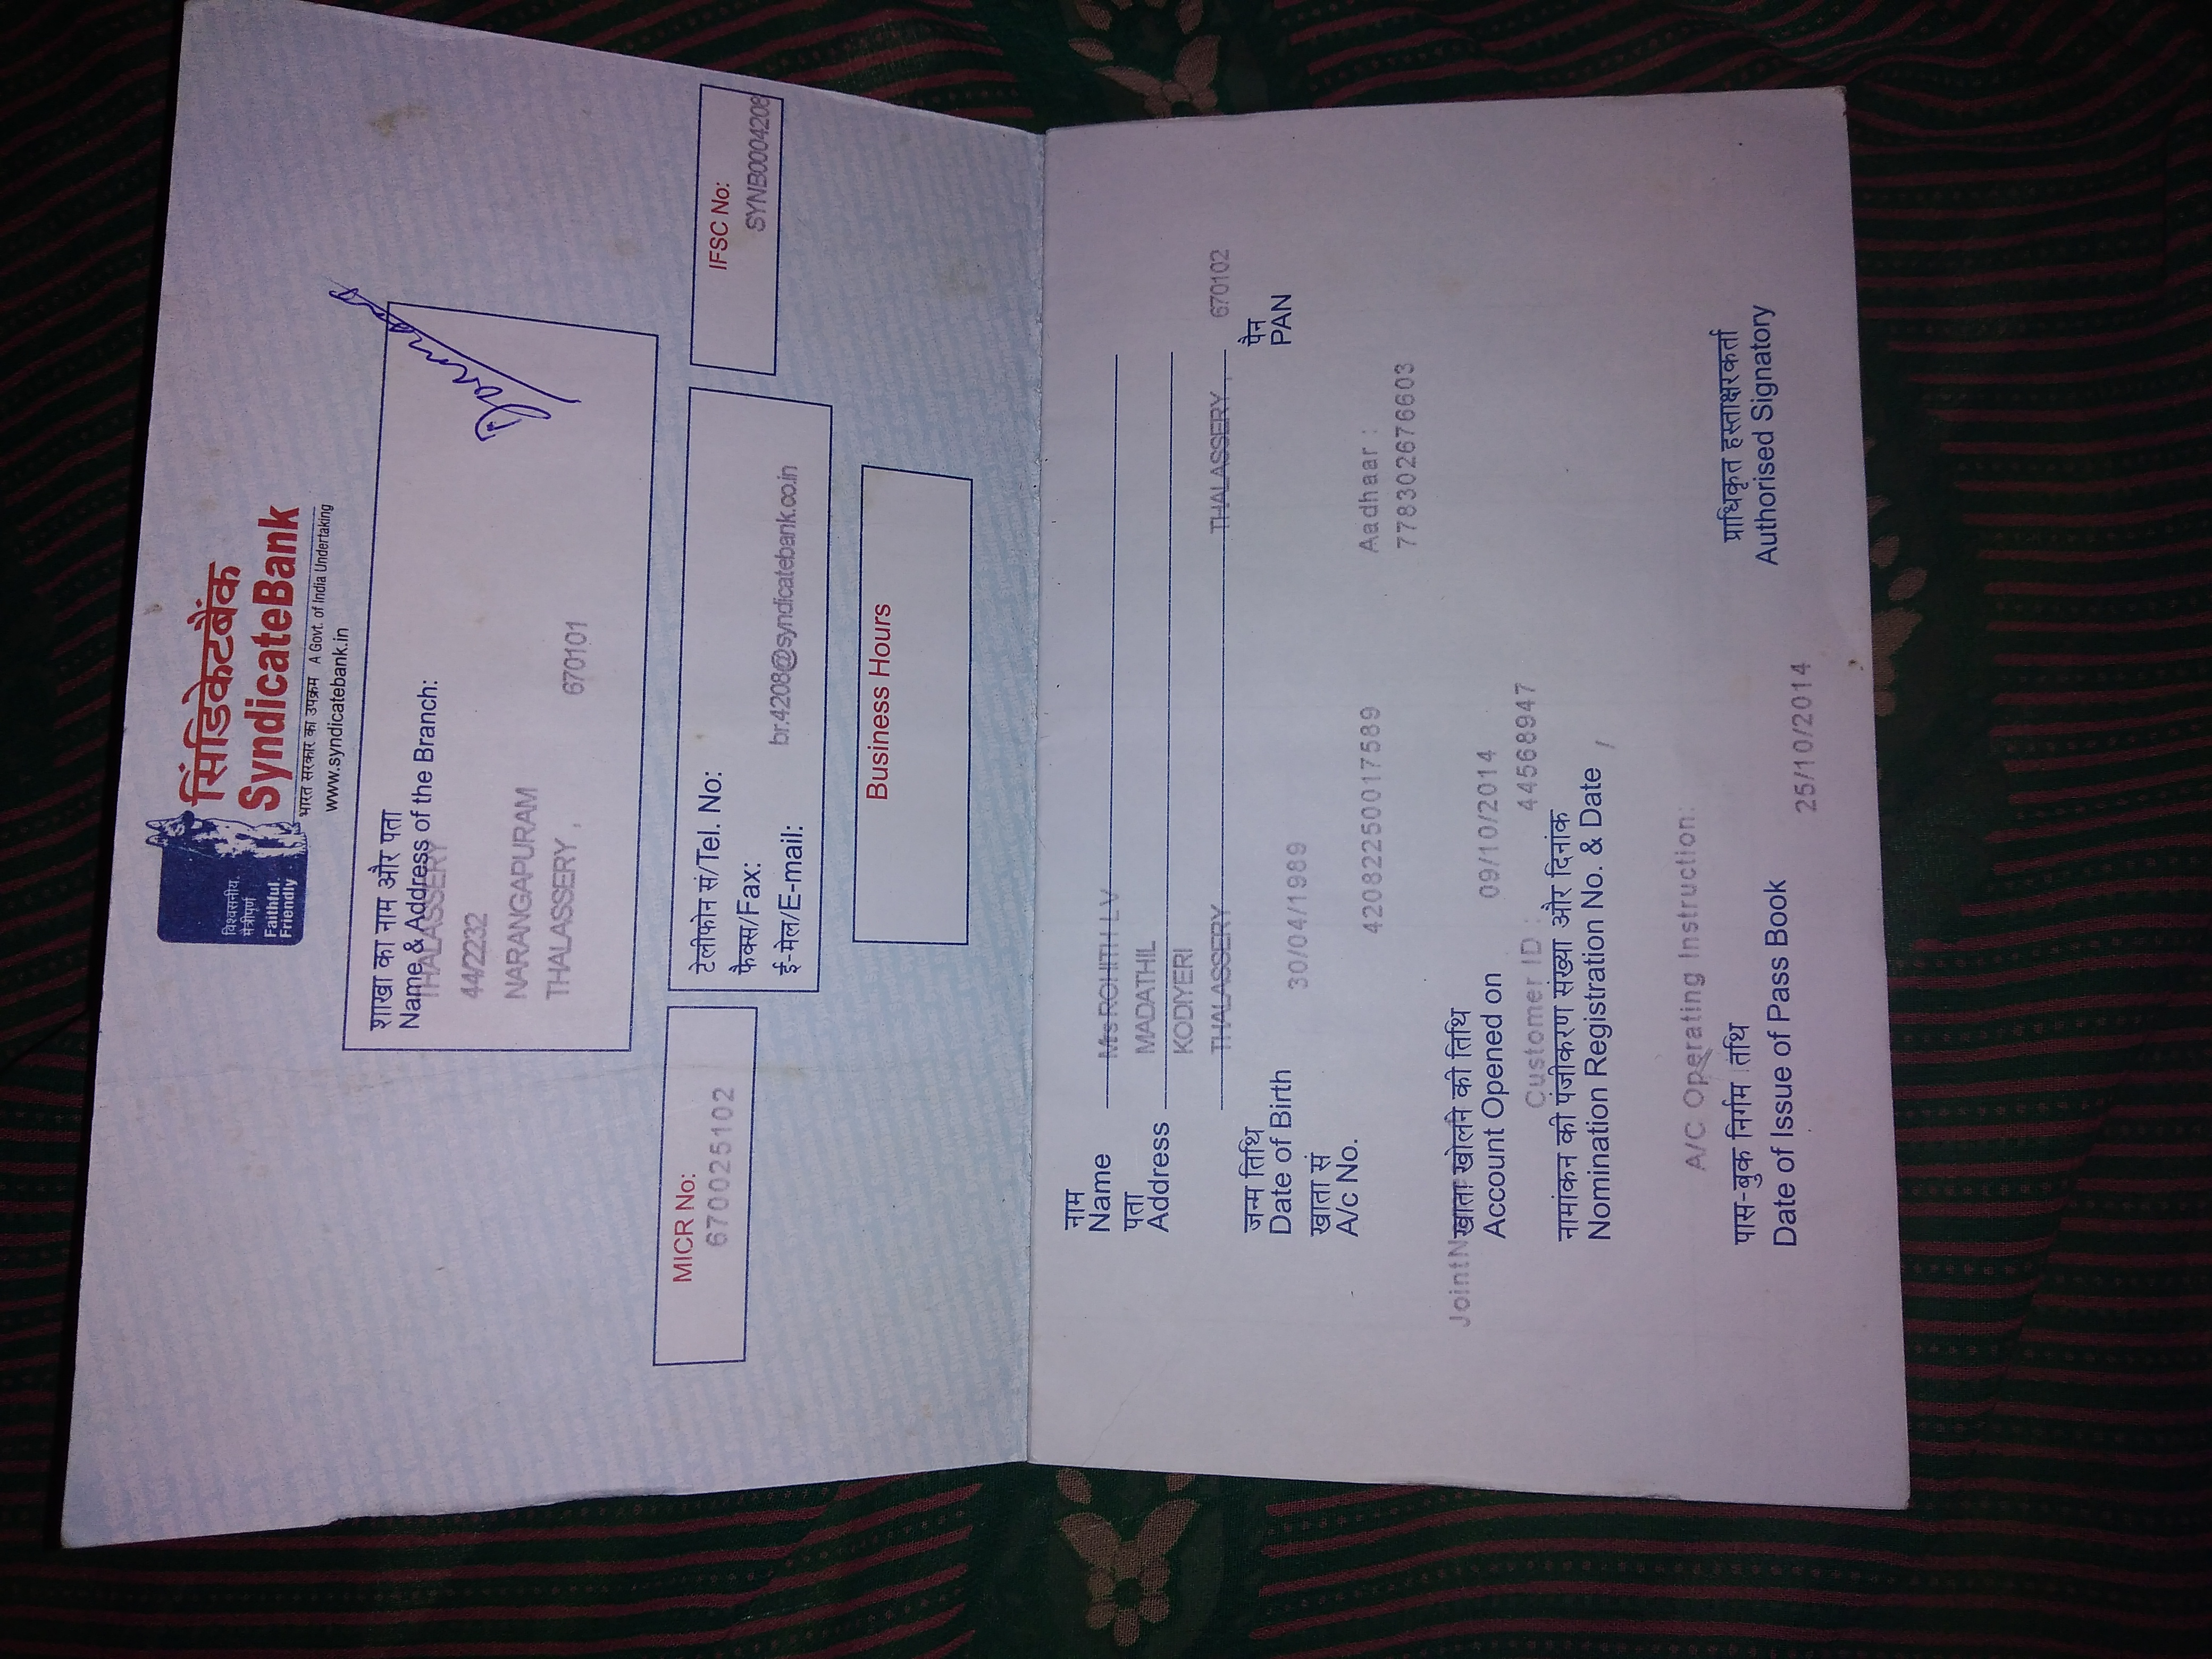 विश्वसनीय, मैत्रीपूर्ण
Faithful, Friendly
सिंडिकेटबैंक
SyndicateBank
भारत सरकार का उपक्रम A Govt. of India Undertaking
www.syndicatebank.in
शाखा का नाम और पता
Name & Address of the Branch:
THALASSERY
44/2232
NARANGAPURAM
THALASSERY, 670101
MICR No:
670025102
टेलीफोन सं/Tel. No:
फैक्स/Fax:
ई-मेल/E-mail: br.4208@syndicatebank.co.in
IFSC No:
SYNB0004208
Business Hours
नाम
Name Mrs ROHITH L V
पता
Address MADATHIL
KODIYERI
THALASSERY THALASSERY, 670102
जन्म तिथि
Date of Birth 30/04/1989
पैन
PAN
खाता सं
A/c No. 42082250017589
Aadhaar :
778302676603
JointN
खाता खोलने की तिथि
Account Opened on 09/10/2014
Customer ID : 44568947
नामांकन की पंजीकरण संख्या और दिनांक
Nomination Registration No. & Date /
A/C Operating Instruction:
पास-बुक निर्गम तिथि
Date of Issue of Pass Book 25/10/2014
प्राधिकृत हस्ताक्षरकर्ता
Authorised Signatory